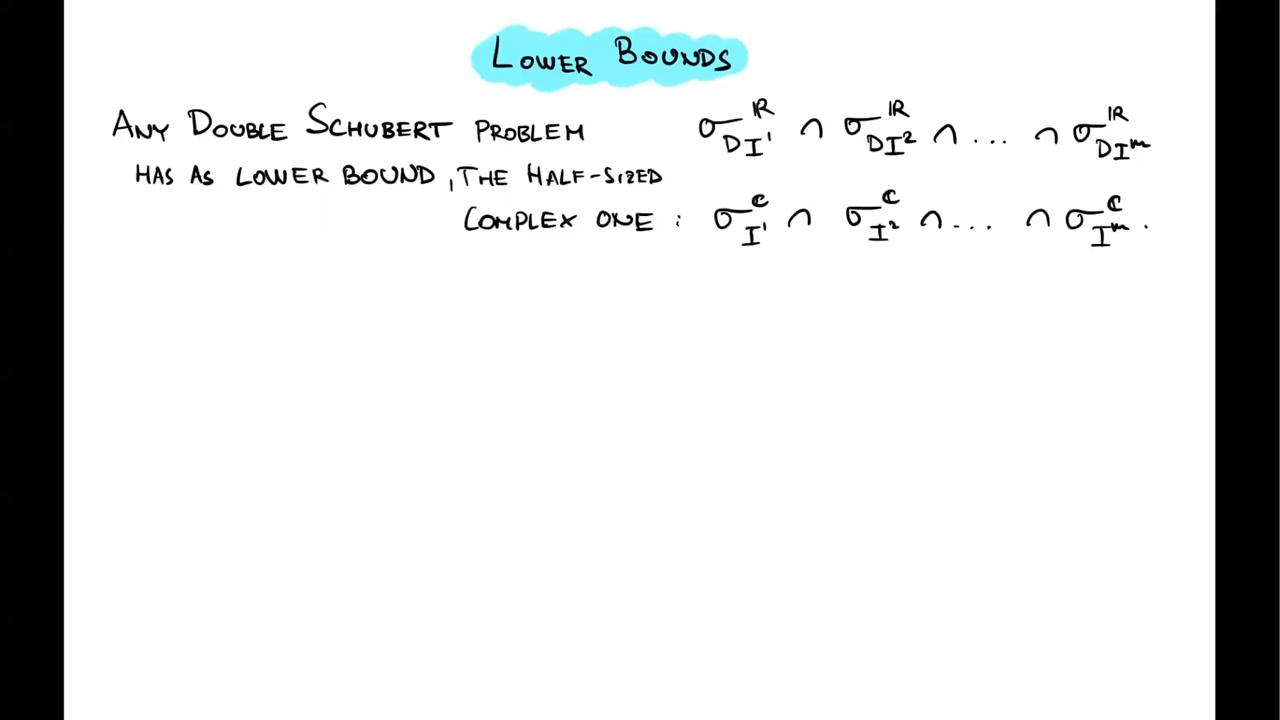 LOWER BOUNDS
ANY DOUBLE SCHUBERT PROBLEM σ^ℝ_{DI¹} ∩ σ^ℝ_{DI²} ∩ ... ∩ σ^ℝ_{DI^m}
HAS AS LOWER BOUND, THE HALF-SIZED
COMPLEX ONE : σ^ℂ_{I¹} ∩ σ^ℂ_{I²} ∩ ... ∩ σ^ℂ_{I^m} .